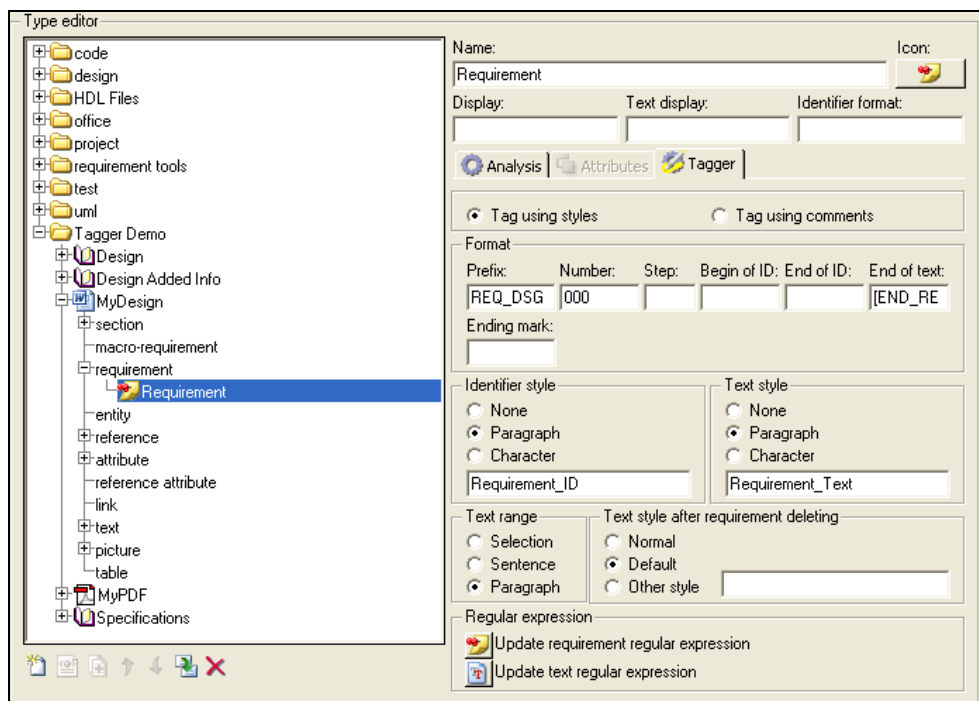 Type editor
code
design
HDL Files
office
project
requirement tools
test
uml
Tagger Demo
Design
Design Added Info
MyDesign
section
macro-requirement
requirement
Requirement
entity
reference
attribute
reference attribute
link
text
picture
table
MyPDF
Specifications
Name: Icon:
Requirement
Display: Text display: Identifier format:
Analysis Attributes Tagger
Tag using styles Tag using comments
Format
Prefix: Number: Step: Begin of ID: End of ID: End of text:
REQ_DSG 000 [END_RE
Ending mark:
Identifier style Text style
None None
Paragraph Paragraph
Character Character
Requirement_ID Requirement_Text
Text range Text style after requirement deleting
Selection Normal
Sentence Default
Paragraph Other style
Regular expression
Update requirement regular expression
Update text regular expression